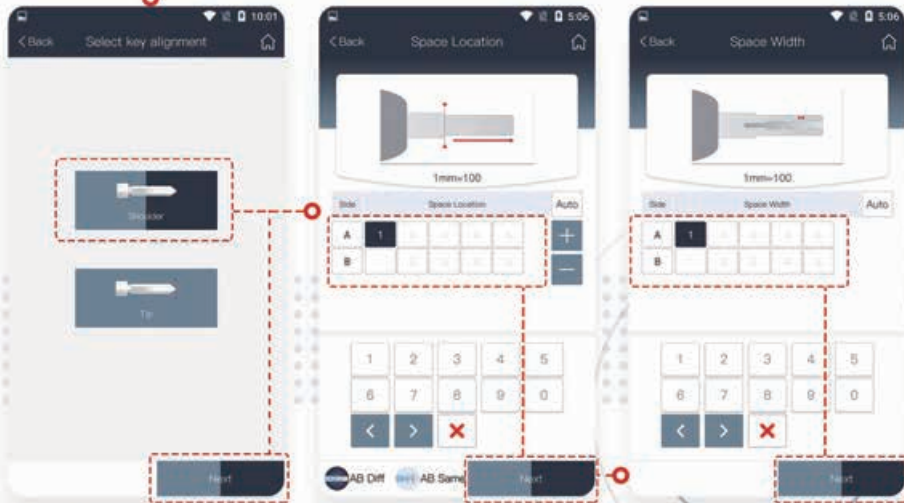 10:01
< Back Select key alignment
Shoulder
Tip
Next
5:06
< Back Space Location
1mm=100
Side Space Location Auto
A 1
B
+
−
1 2 3 4 5
6 7 8 9 0
< > ×
AB Diff AB Same Next
5:06
< Back Space Width
1mm=100
Side Space Width Auto
A 1
B
1 2 3 4 5
6 7 8 9 0
< > ×
Next